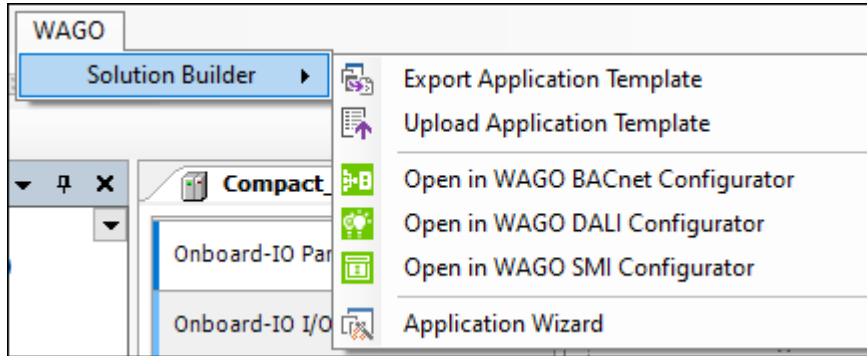 WAGO
Solution Builder
Export Application Template
Upload Application Template
Open in WAGO BACnet Configurator
Open in WAGO DALI Configurator
Open in WAGO SMI Configurator
Application Wizard
Compact_
Onboard-IO Par
Onboard-IO I/O